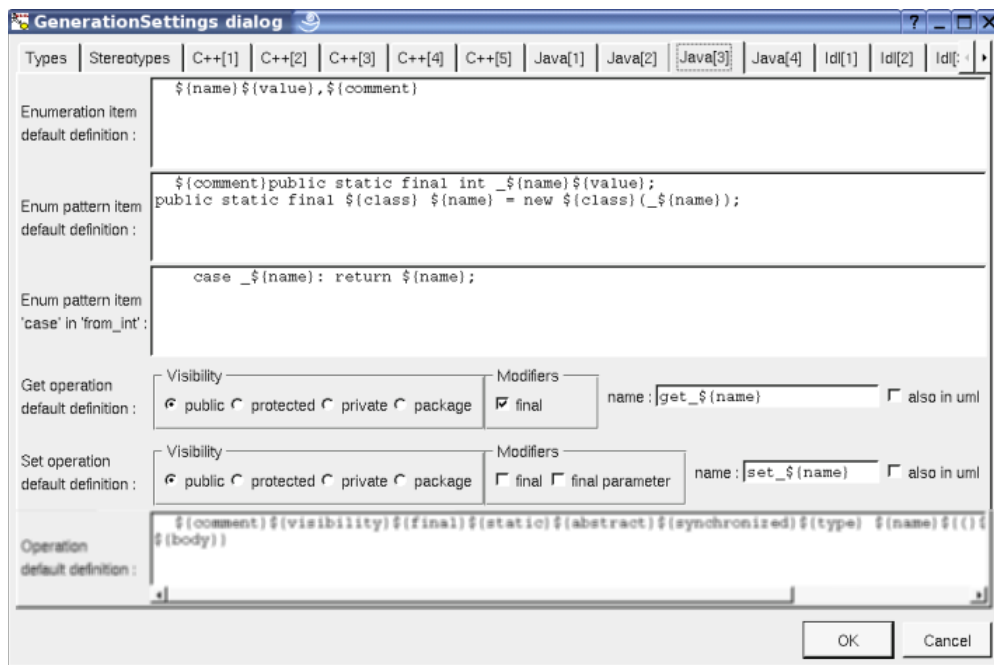 GenerationSettings dialog
Types Stereotypes C++[1] C++[2] C++[3] C++[4] C++[5] Java[1] Java[2] Java[3] Java[4] Idl[1] Idl[2] Idl[
${name}${value},${comment}
Enumeration item
default definition :
${comment}public static final int _${name}${value};
public static final ${class} ${name} = new ${class}(_${name});
Enum pattern item
default definition :
case _${name}: return ${name};
Enum pattern item
'case' in 'from_int' :
Get operation
default definition :
Visibility
public protected private package
Modifiers
final
name : get_${name}
also in uml
Set operation
default definition :
Visibility
public protected private package
Modifiers
final final parameter
name : set_${name}
also in uml
Operation
default definition :
${comment}${visibility}${final}${static}${abstract}${synchronized}${type} ${name}${(}
${body}}
OK Cancel